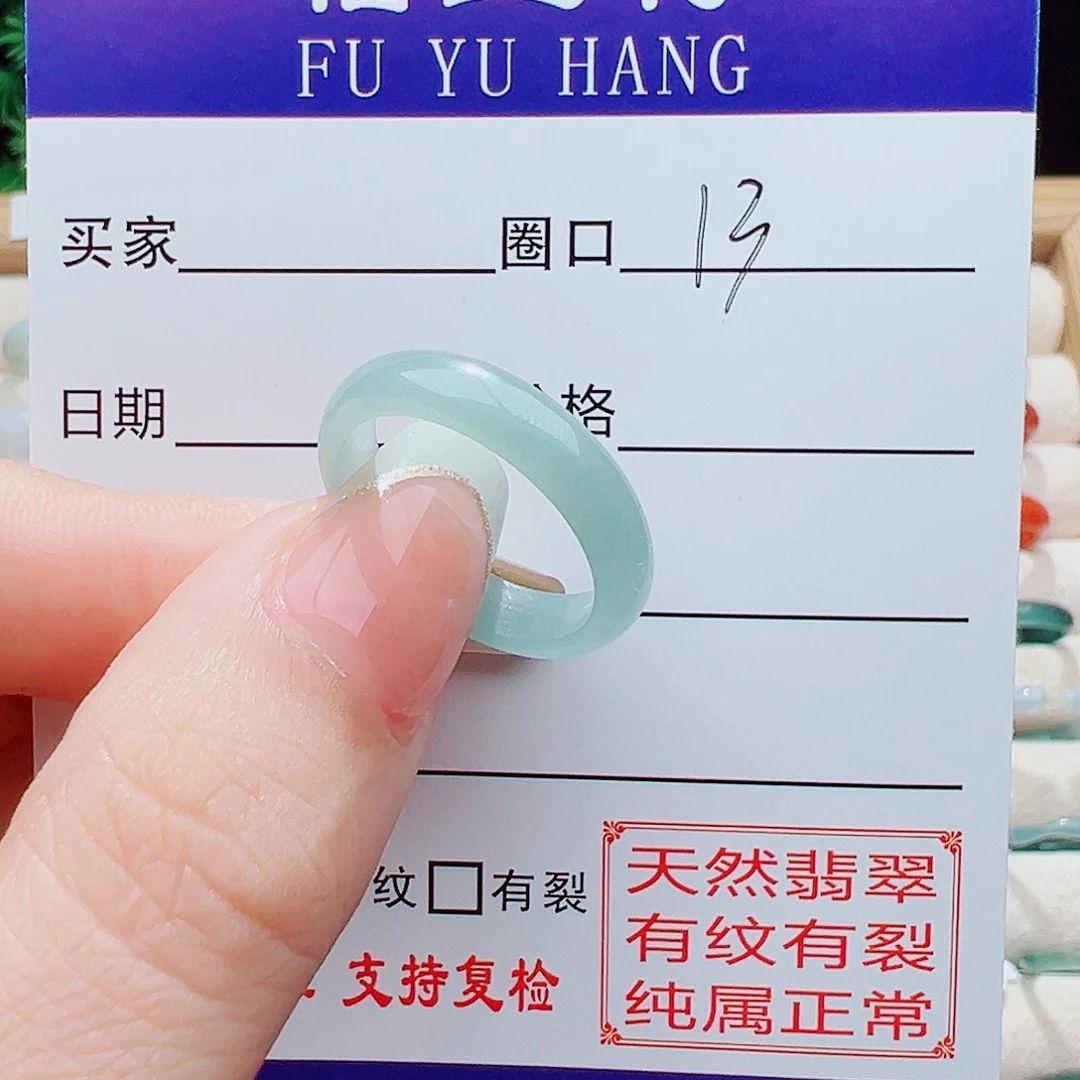 FU YU HANG
买家 圈口 13
日期 格
纹 有裂
支持复检
天然翡翠
有纹有裂
纯属正常